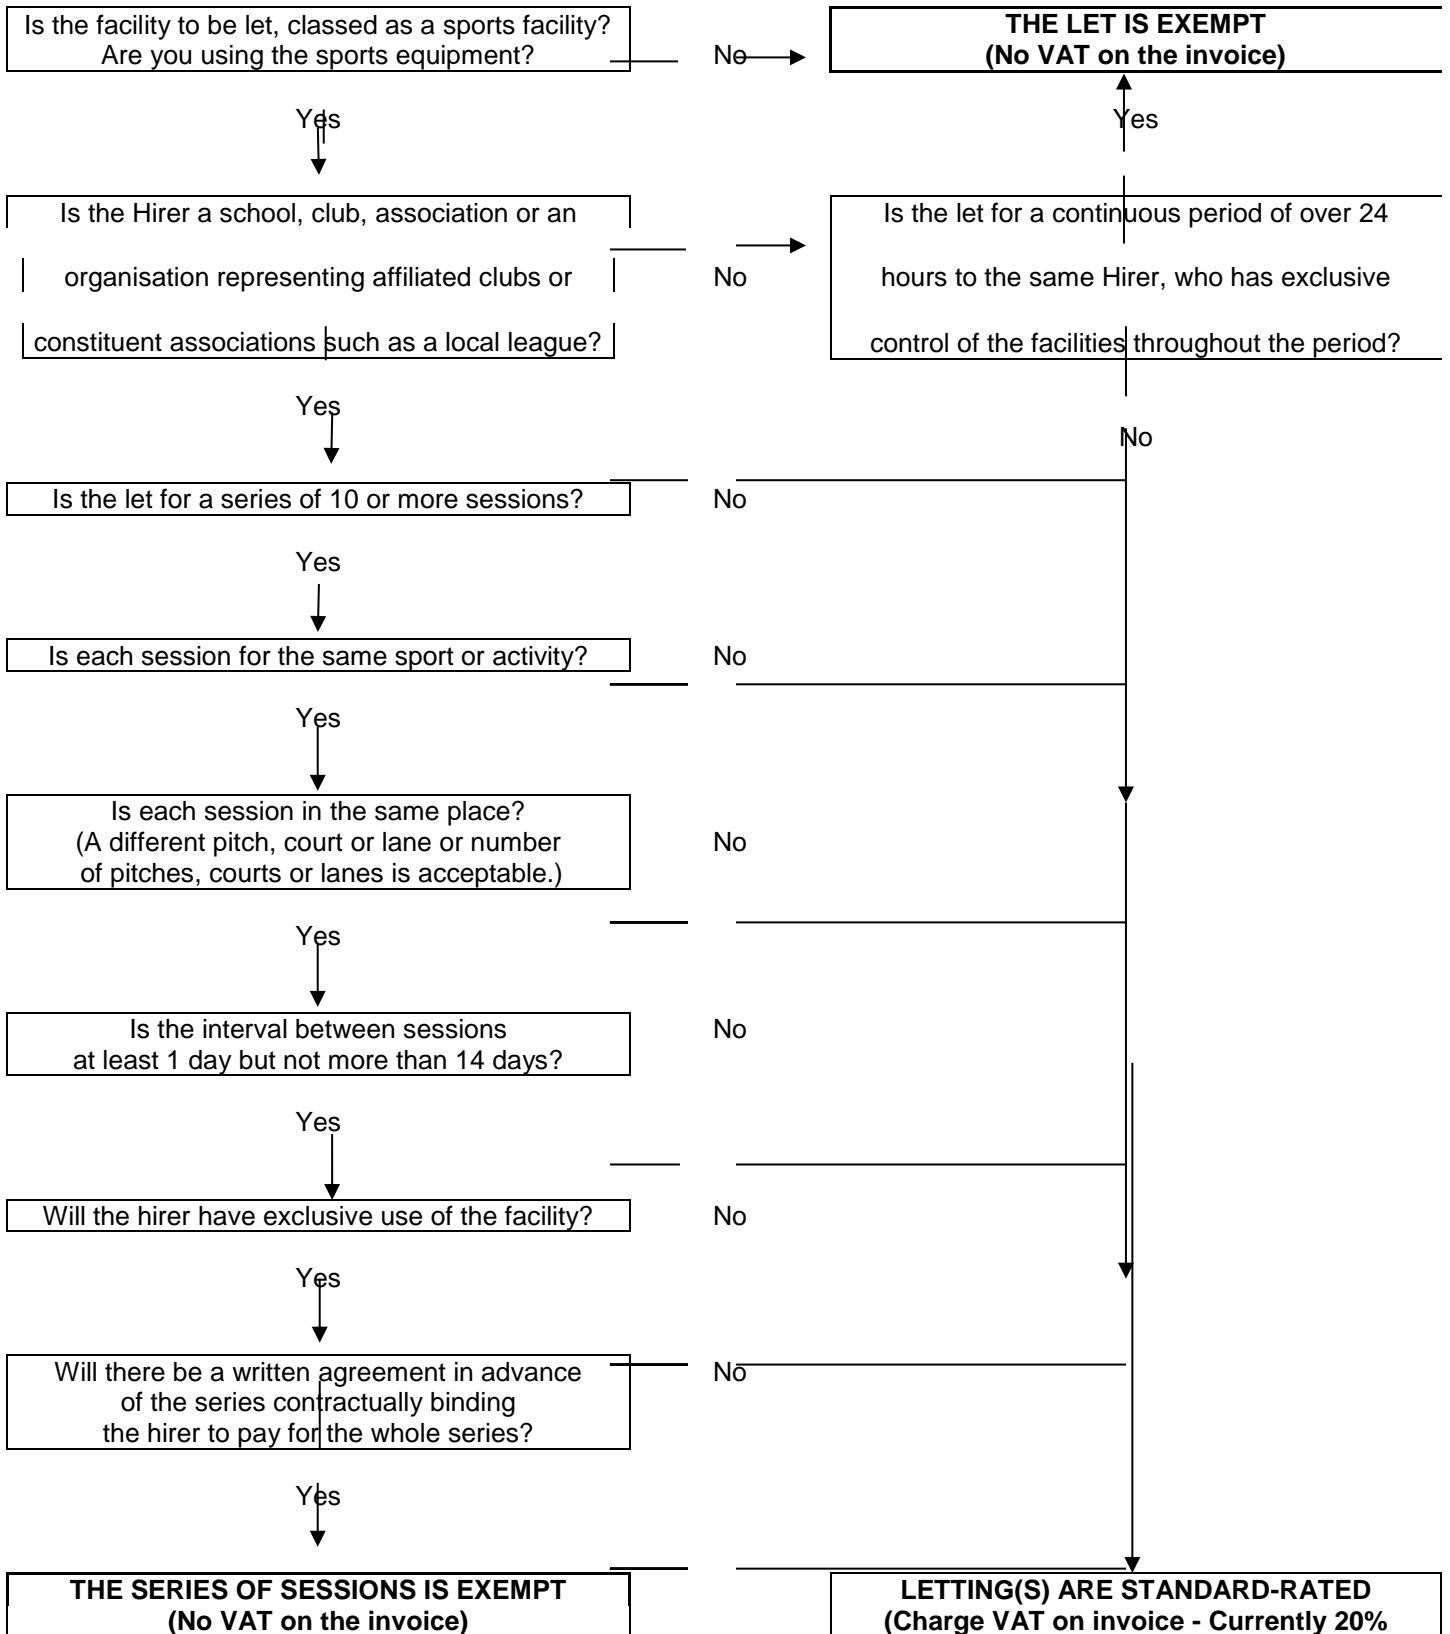 Is the facility to be let, classed as a sports facility?
Are you using the sports equipment?
No
THE LET IS EXEMPT
(No VAT on the invoice)
Yes
Yes
Is the Hirer a school, club, association or an
organisation representing affiliated clubs or
constituent associations such as a local league?
No
Is the let for a continuous period of over 24
hours to the same Hirer, who has exclusive
control of the facilities throughout the period?
Yes
No
Is the let for a series of 10 or more sessions?
No
Yes
Is each session for the same sport or activity?
No
Yes
Is each session in the same place?
(A different pitch, court or lane or number
of pitches, courts or lanes is acceptable.)
No
Yes
Is the interval between sessions
at least 1 day but not more than 14 days?
No
Yes
Will the hirer have exclusive use of the facility?
No
Yes
Will there be a written agreement in advance
of the series contractually binding
the hirer to pay for the whole series?
No
Yes
THE SERIES OF SESSIONS IS EXEMPT
(No VAT on the invoice)
LETTING(S) ARE STANDARD-RATED
(Charge VAT on invoice - Currently 20%